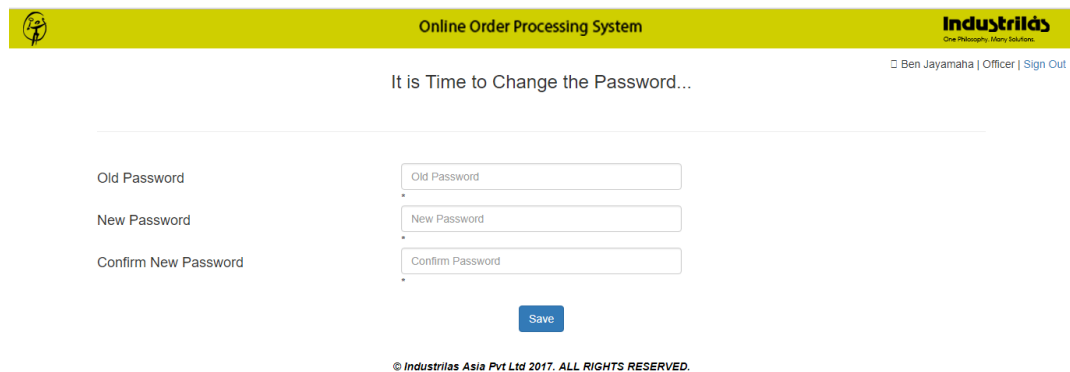 Online Order Processing System
Industrilás
One Philosophy. Many Solutions.
Ben Jayamaha | Officer | Sign Out
It is Time to Change the Password...
Old Password
Old Password
*
New Password
New Password
*
Confirm New Password
Confirm Password
*
Save
© Industrilas Asia Pvt Ltd 2017. ALL RIGHTS RESERVED.